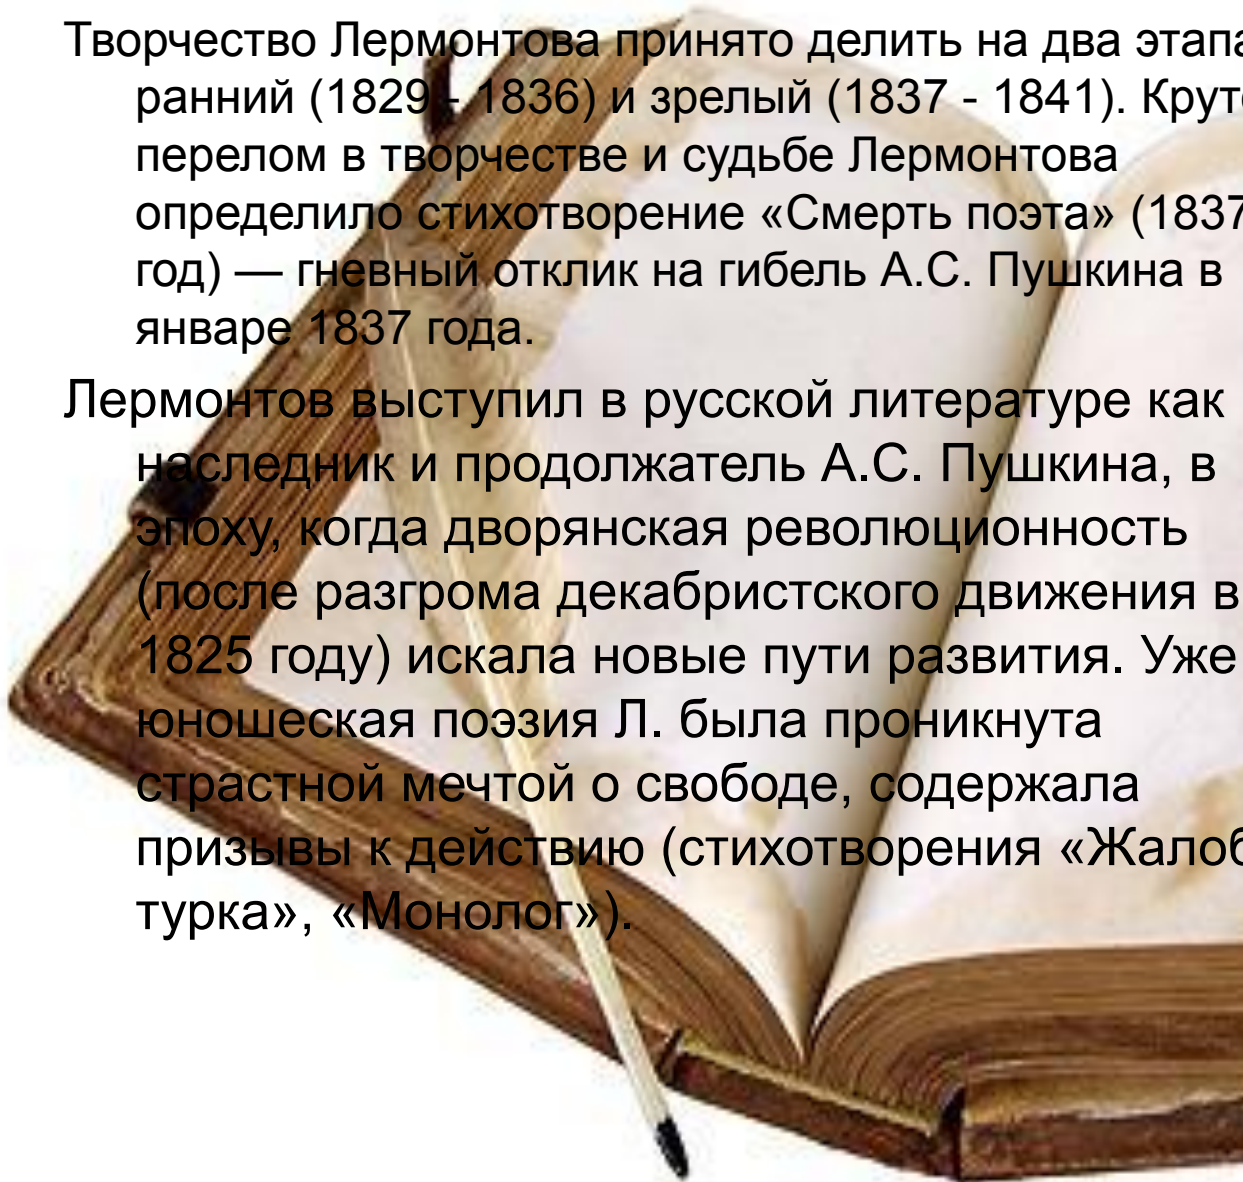 Творчество Лермонтова принято делить на два этапа
ранний (1829 - 1836) и зрелый (1837 - 1841). Круто
перелом в творчестве и судьбе Лермонтова
определило стихотворение «Смерть поэта» (1837
год) — гневный отклик на гибель А.С. Пушкина в
январе 1837 года.
Лермонтов выступил в русской литературе как
наследник и продолжатель А.С. Пушкина, в
эпоху, когда дворянская революционность
(после разгрома декабристского движения в
1825 году) искала новые пути развития. Уже
юношеская поэзия Л. была проникнута
страстной мечтой о свободе, содержала
призывы к действию (стихотворения «Жалоб
турка», «Монолог»).